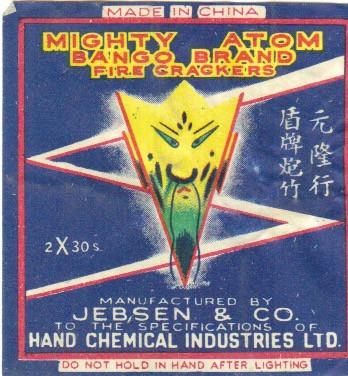 MADE IN CHINA
MIGHTY ATOM
BANGO BRAND
FIRE CRACKERS
元隆行
盾牌炮竹
2X30s.
MANUFACTURED BY
JEBSEN & CO.
TO THE SPECIFICATIONS OF
HAND CHEMICAL INDUSTRIES LTD.
DO NOT HOLD IN HAND AFTER LIGHTING